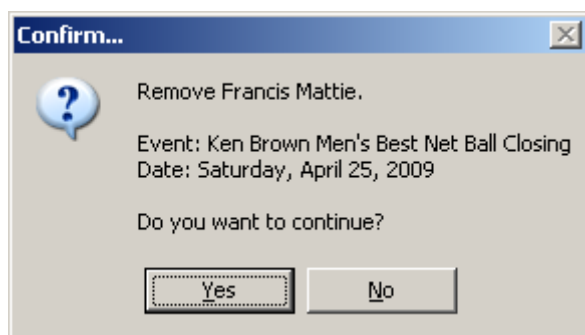 Confirm...
Remove Francis Mattie.
Event: Ken Brown Men's Best Net Ball Closing
Date: Saturday, April 25, 2009
Do you want to continue?
Yes
No